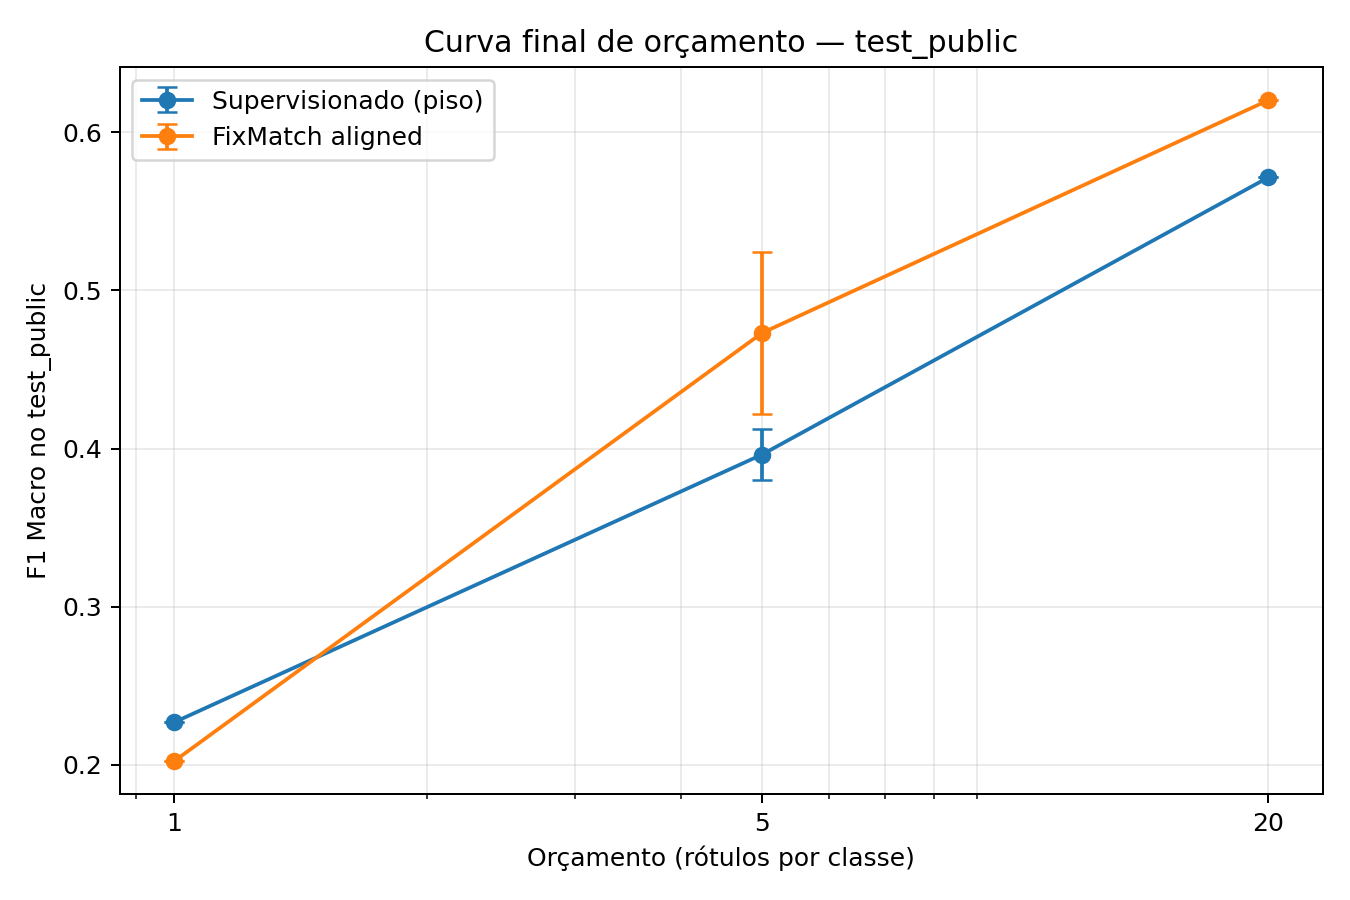 Curva final de orçamento — test_public
Supervisionado (piso)
FixMatch aligned
F1 Macro no test_public
0.6
0.5
0.4
0.3
0.2
1
5
20
Orçamento (rótulos por classe)